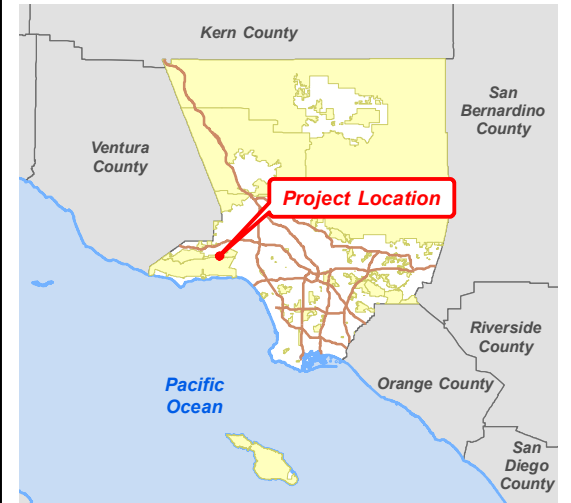 Kern County
San
Bernardino
County
Ventura
County
Project Location
Riverside
County
Pacific
Ocean
Orange County
San
Diego
County